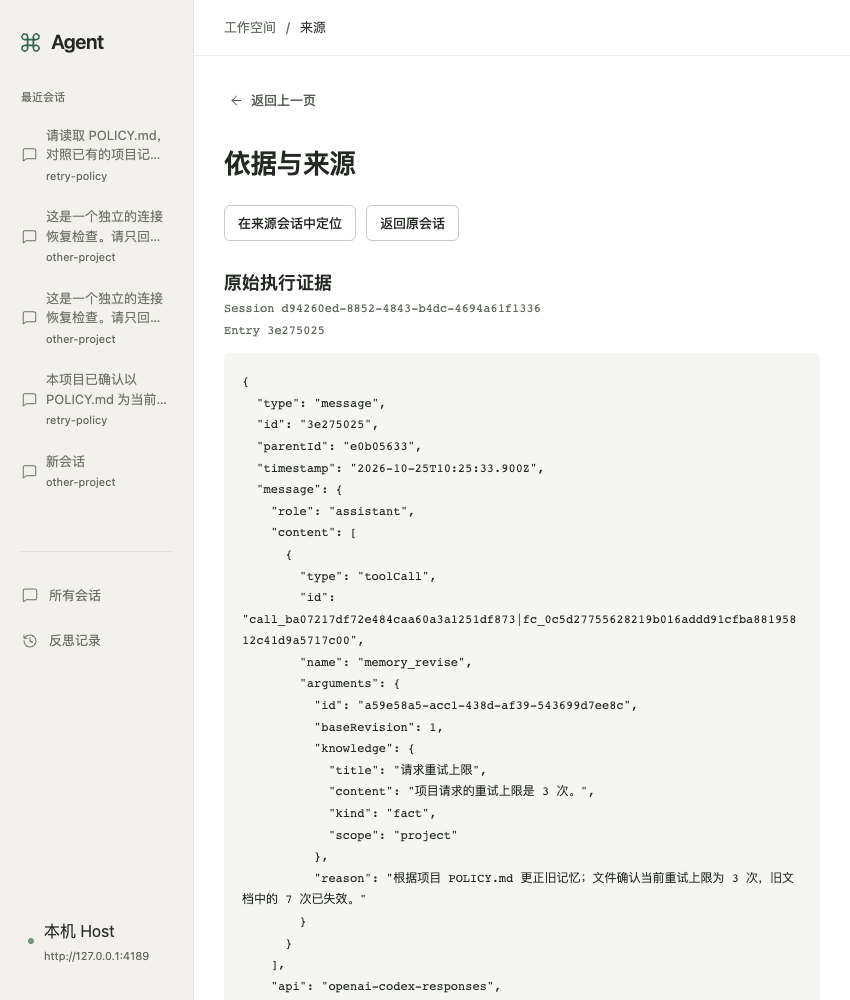 Agent
最近会话
请读取 POLICY.md,
对照已有的项目记...
retry-policy
这是一个独立的连接
恢复检查。请只回...
other-project
这是一个独立的连接
恢复检查。请只回...
other-project
本项目已确认以
POLICY.md 为当前...
retry-policy
新会话
other-project
所有会话
反思记录
本机 Host
http://127.0.0.1:4189
工作空间 / 来源
← 返回上一页
依据与来源
在来源会话中定位 返回原会话
原始执行证据
Session d94260ed-8852-4843-b4dc-4694a61f1336
Entry 3e275025
{
  "type": "message",
  "id": "3e275025",
  "parentId": "e0b05633",
  "timestamp": "2026-10-25T10:25:33.900Z",
  "message": {
    "role": "assistant",
    "content": [
      {
        "type": "toolCall",
        "id":
"call_ba07217df72e484caa60a3a1251df873|fc_0c5d27755628219b016addd91cfba881958
12c41d9a5717c00",
        "name": "memory_revise",
        "arguments": {
          "id": "a59e58a5-acc1-438d-af39-543699d7ee8c",
          "baseRevision": 1,
          "knowledge": {
            "title": "请求重试上限",
            "content": "项目请求的重试上限是 3 次。",
            "kind": "fact",
            "scope": "project"
          },
          "reason": "根据项目 POLICY.md 更正旧记忆；文件确认当前重试上限为 3 次，旧文
档中的 7 次已失效。"
        }
      }
    ],
    "api": "openai-codex-responses",